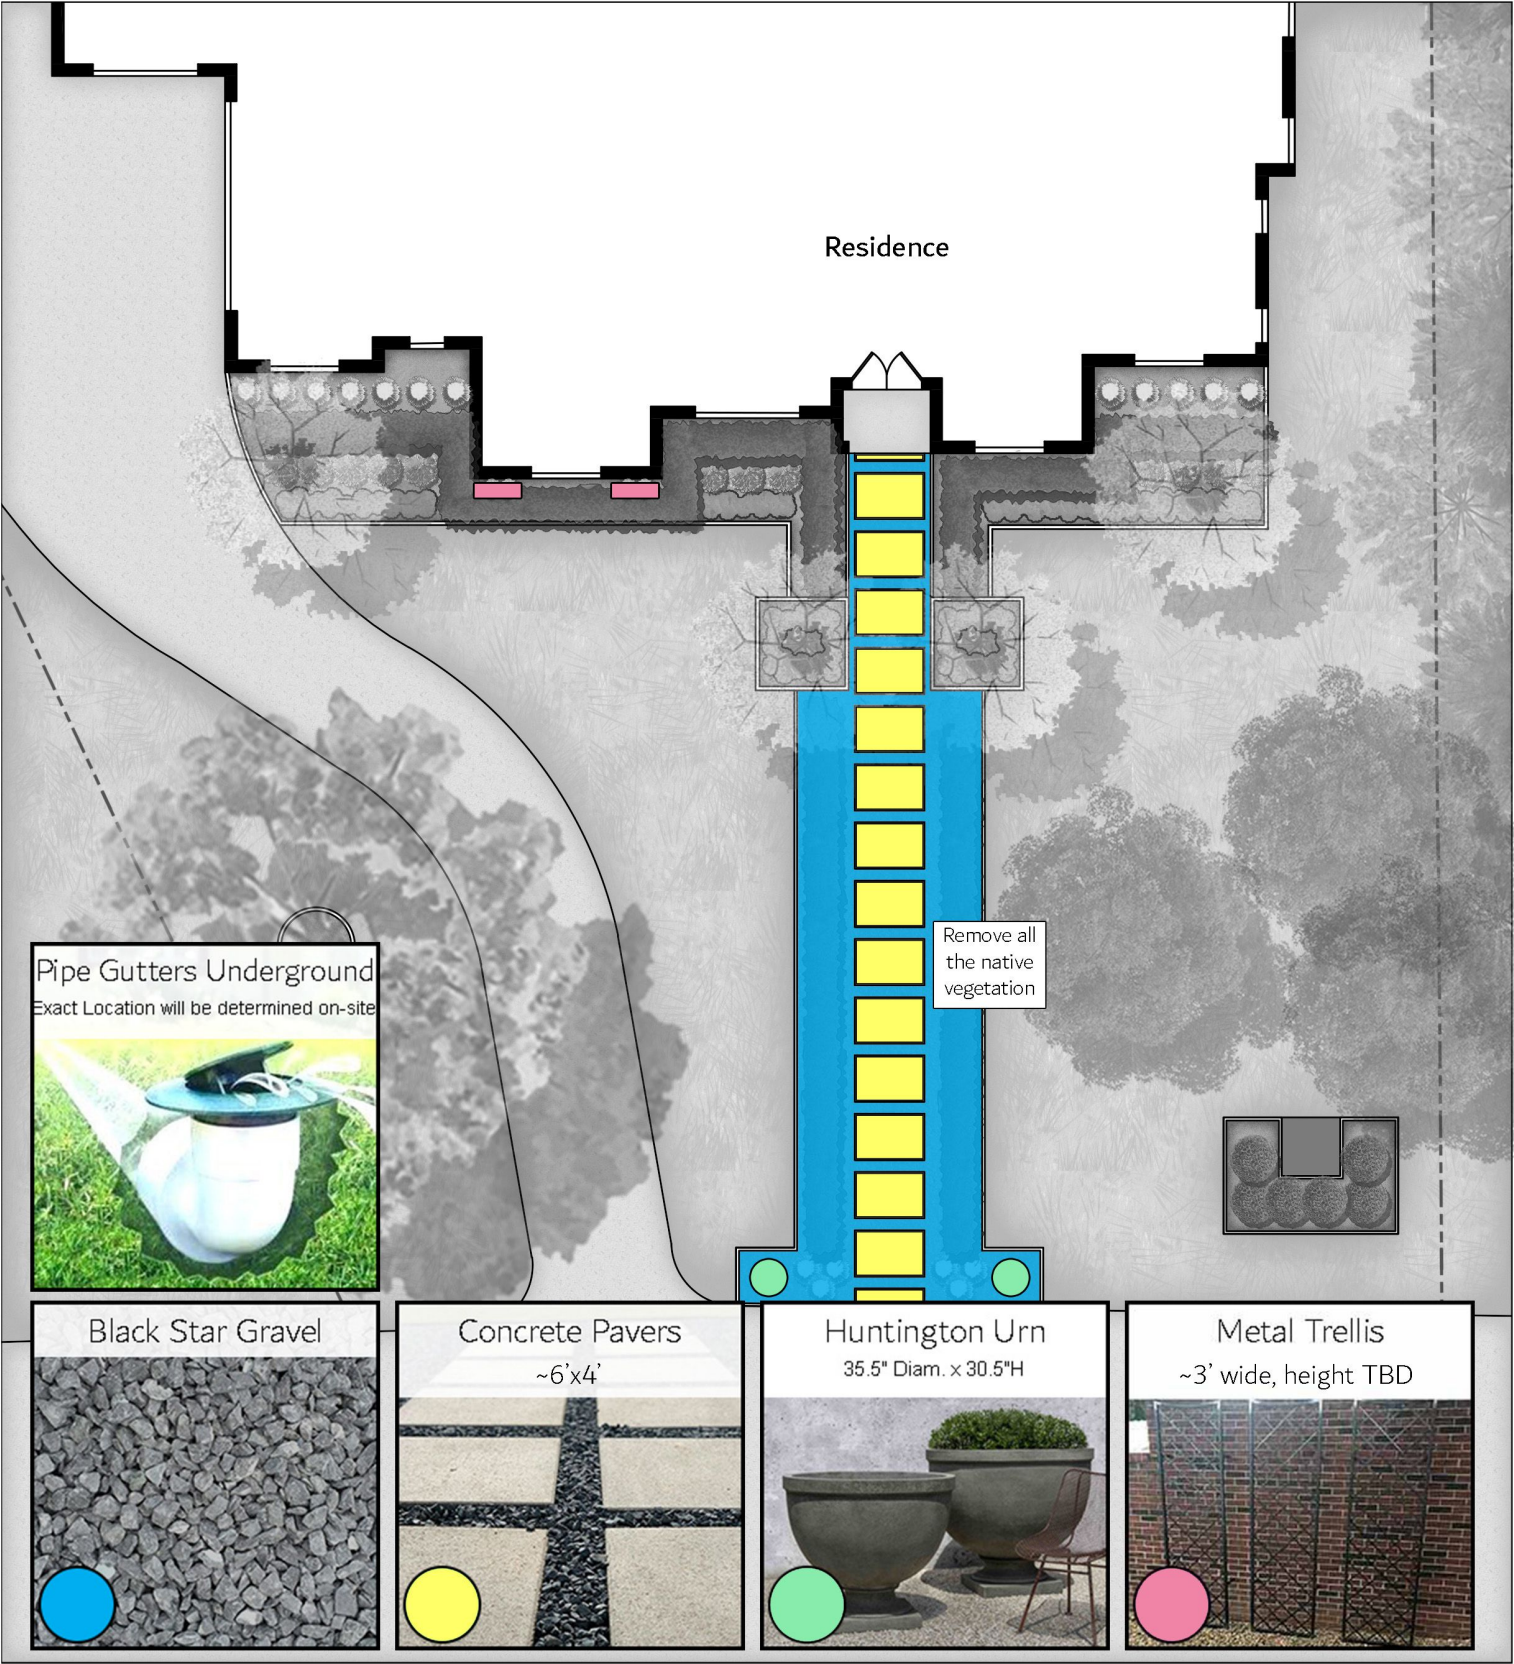 Residence
Remove all
the native
vegetation
Pipe Gutters Underground
Exact Location will be determined on-site
Black Star Gravel
Concrete Pavers
~6'x4'
Huntington Urn
35.5" Diam. x 30.5"H
Metal Trellis
~3' wide, height TBD